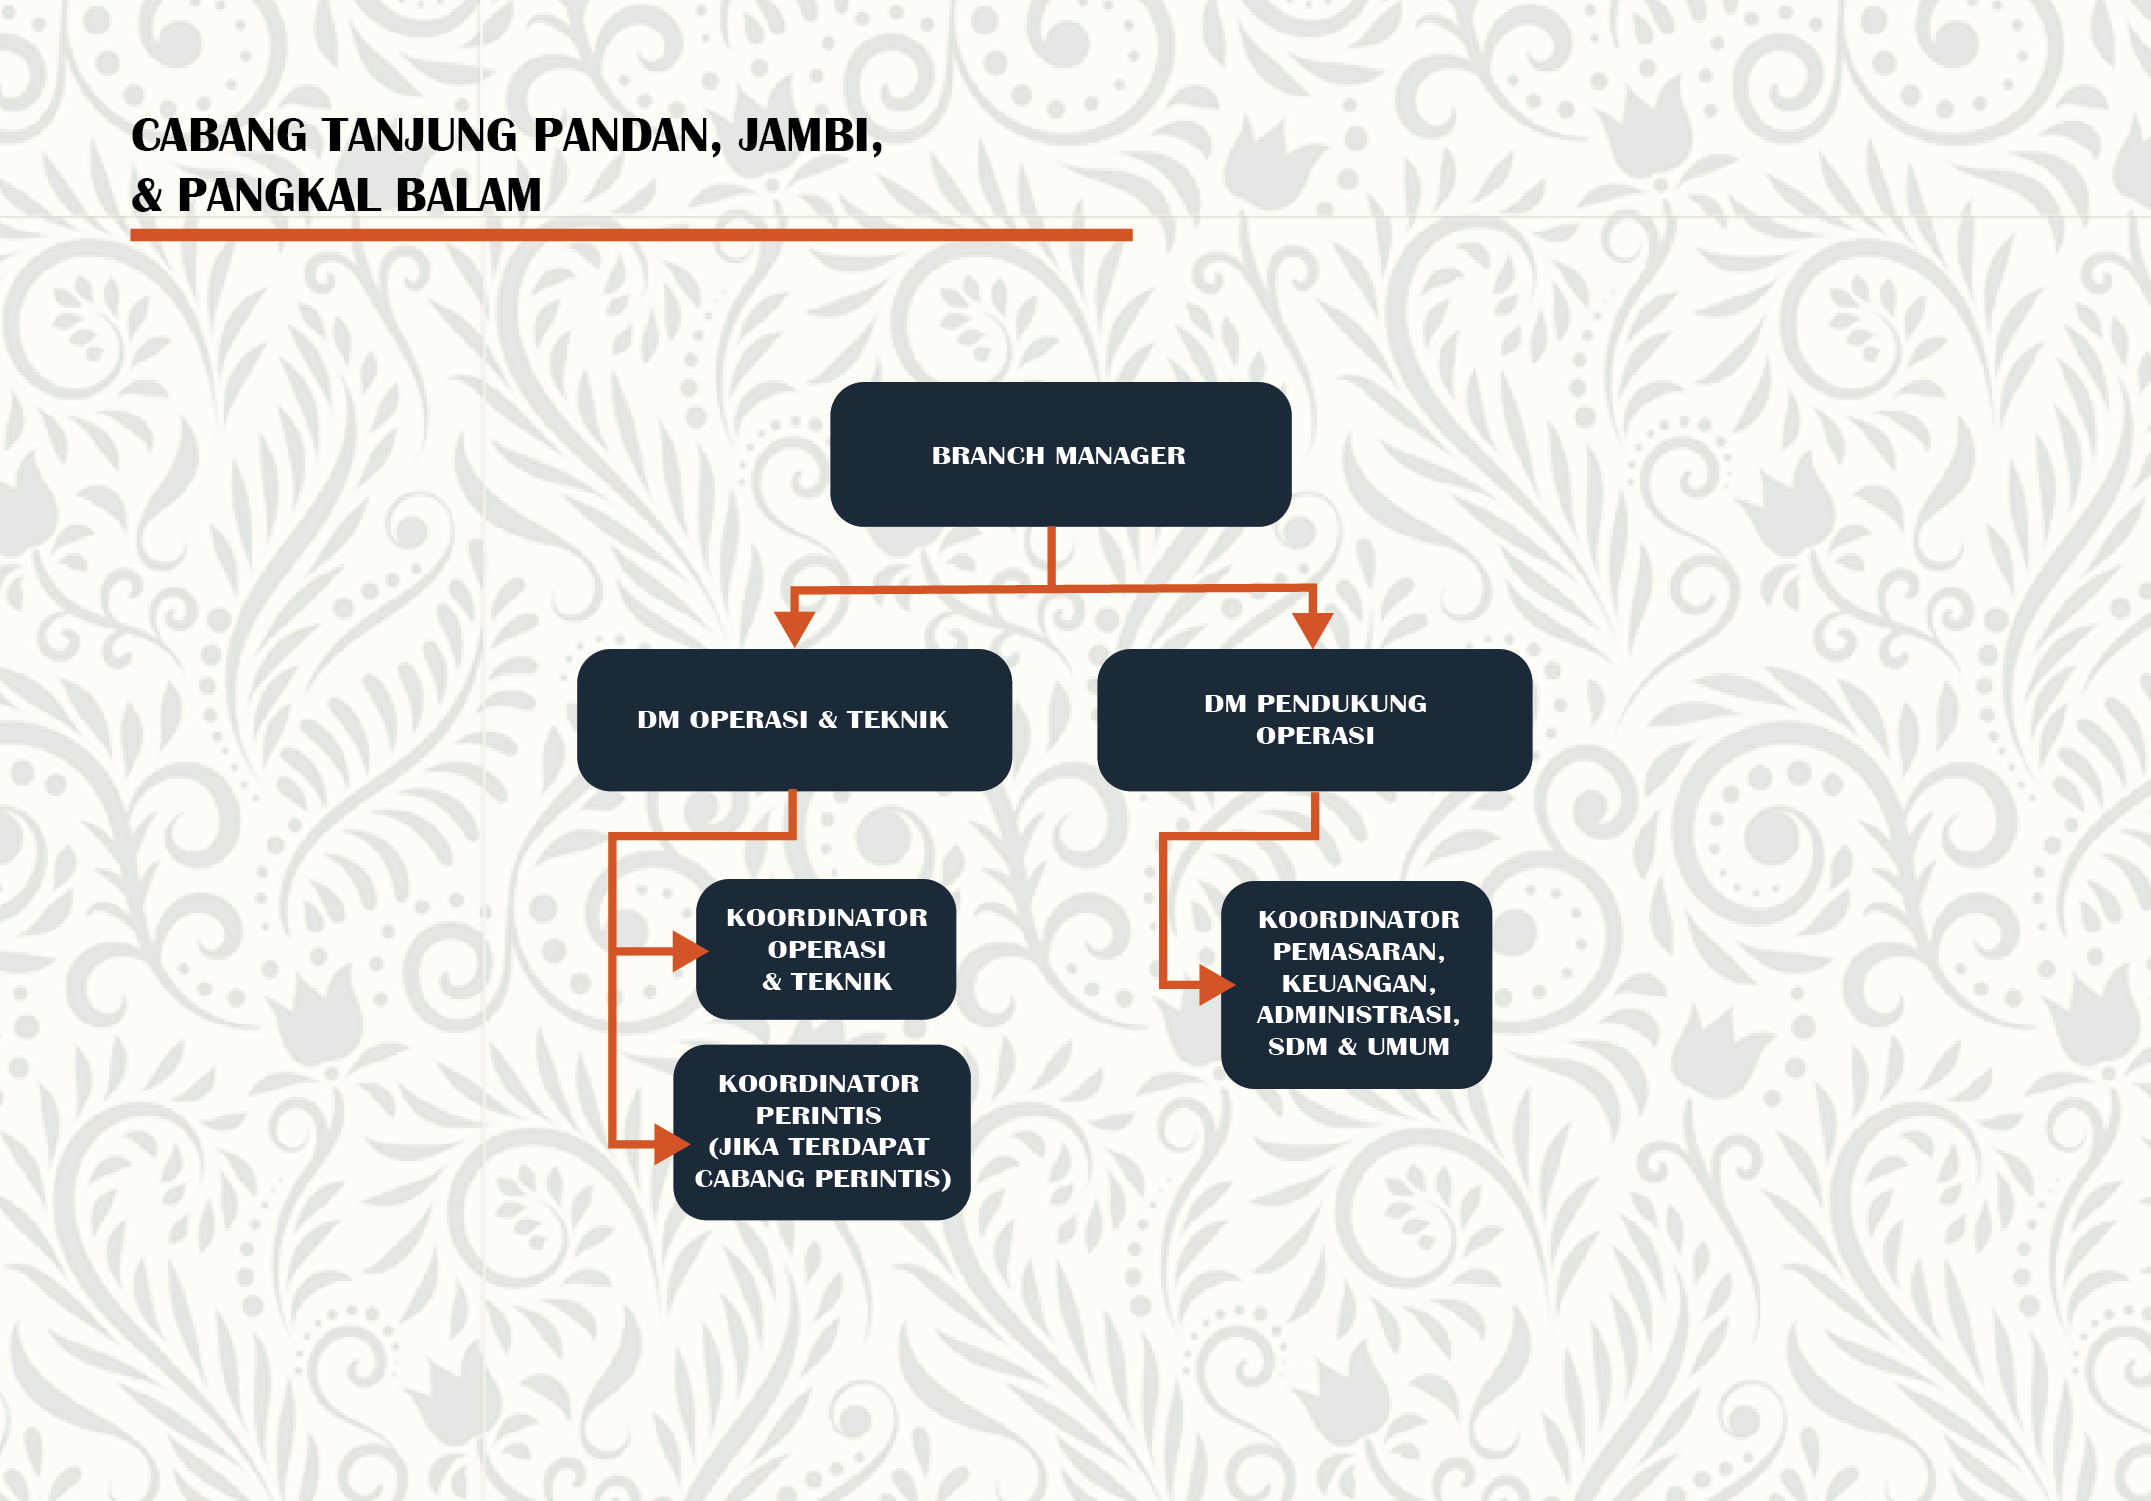 CABANG TANJUNG PANDAN, JAMBI,
& PANGKAL BALAM
BRANCH MANAGER
DM OPERASI & TEKNIK
DM PENDUKUNG
OPERASI
KOORDINATOR
OPERASI
& TEKNIK
KOORDINATOR
PERINTIS
(JIKA TERDAPAT
CABANG PERINTIS)
KOORDINATOR
PEMASARAN,
KEUANGAN,
ADMINISTRASI,
SDM & UMUM